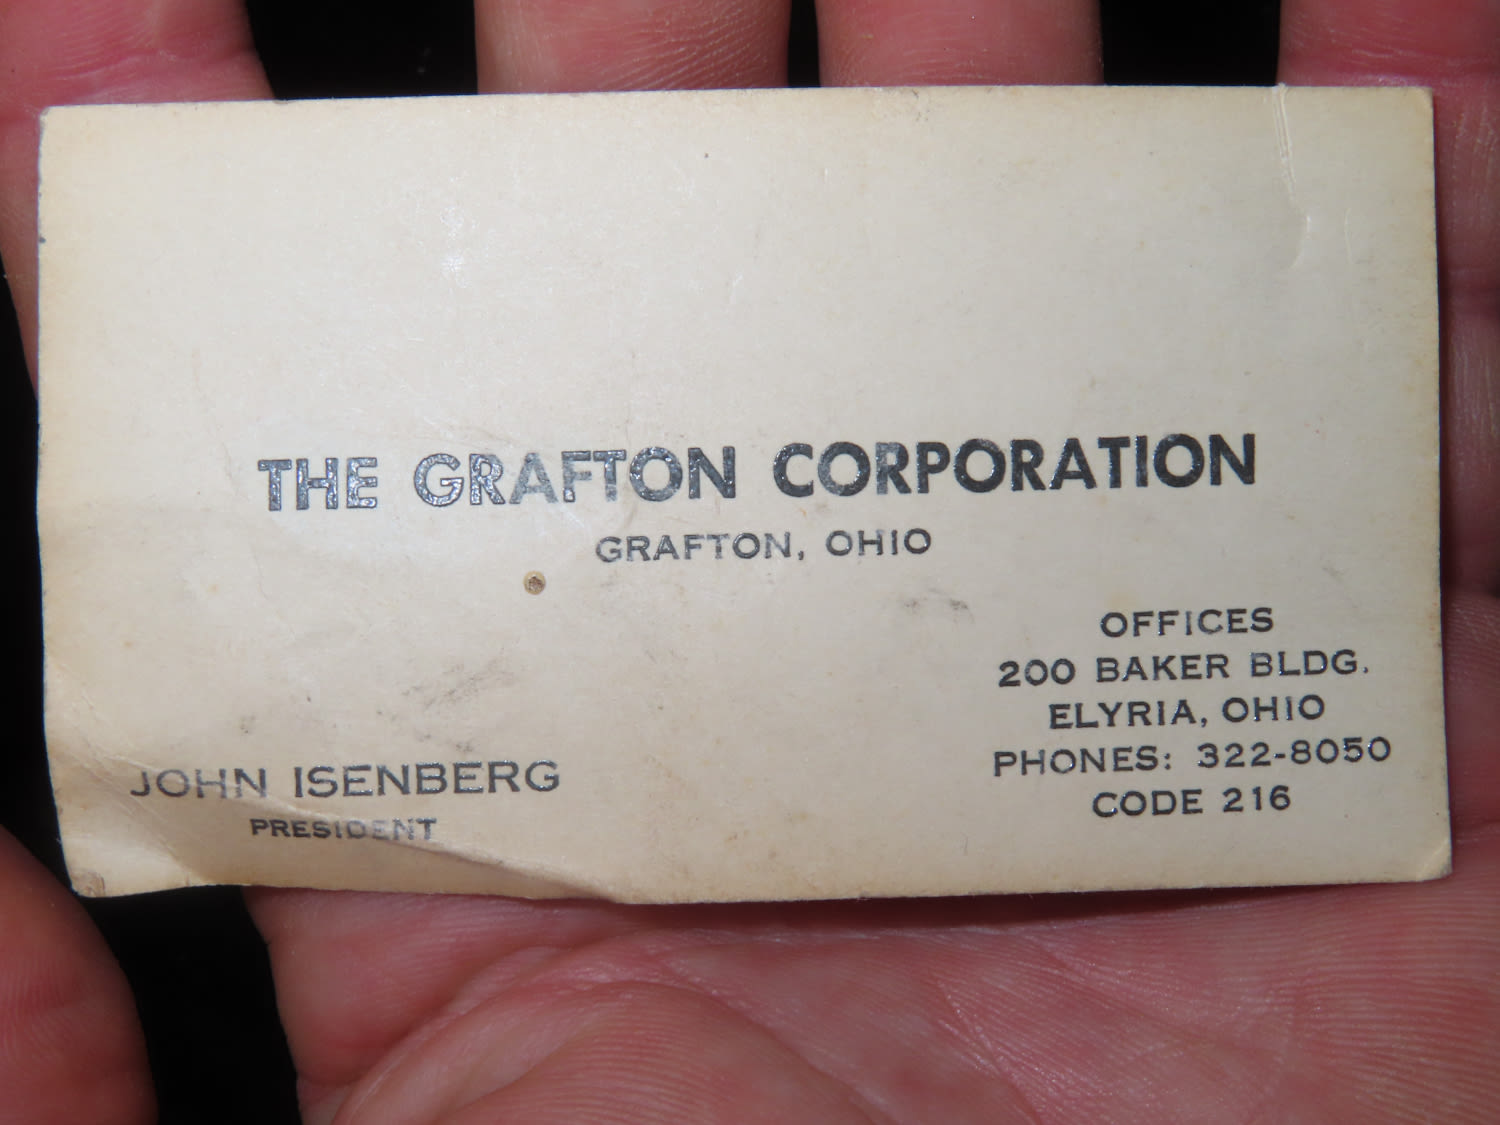 THE GRAFTON CORPORATION
GRAFTON, OHIO
OFFICES
200 BAKER BLDG.
ELYRIA, OHIO
PHONES: 322-8050
CODE 216
JOHN ISENBERG
PRESIDENT